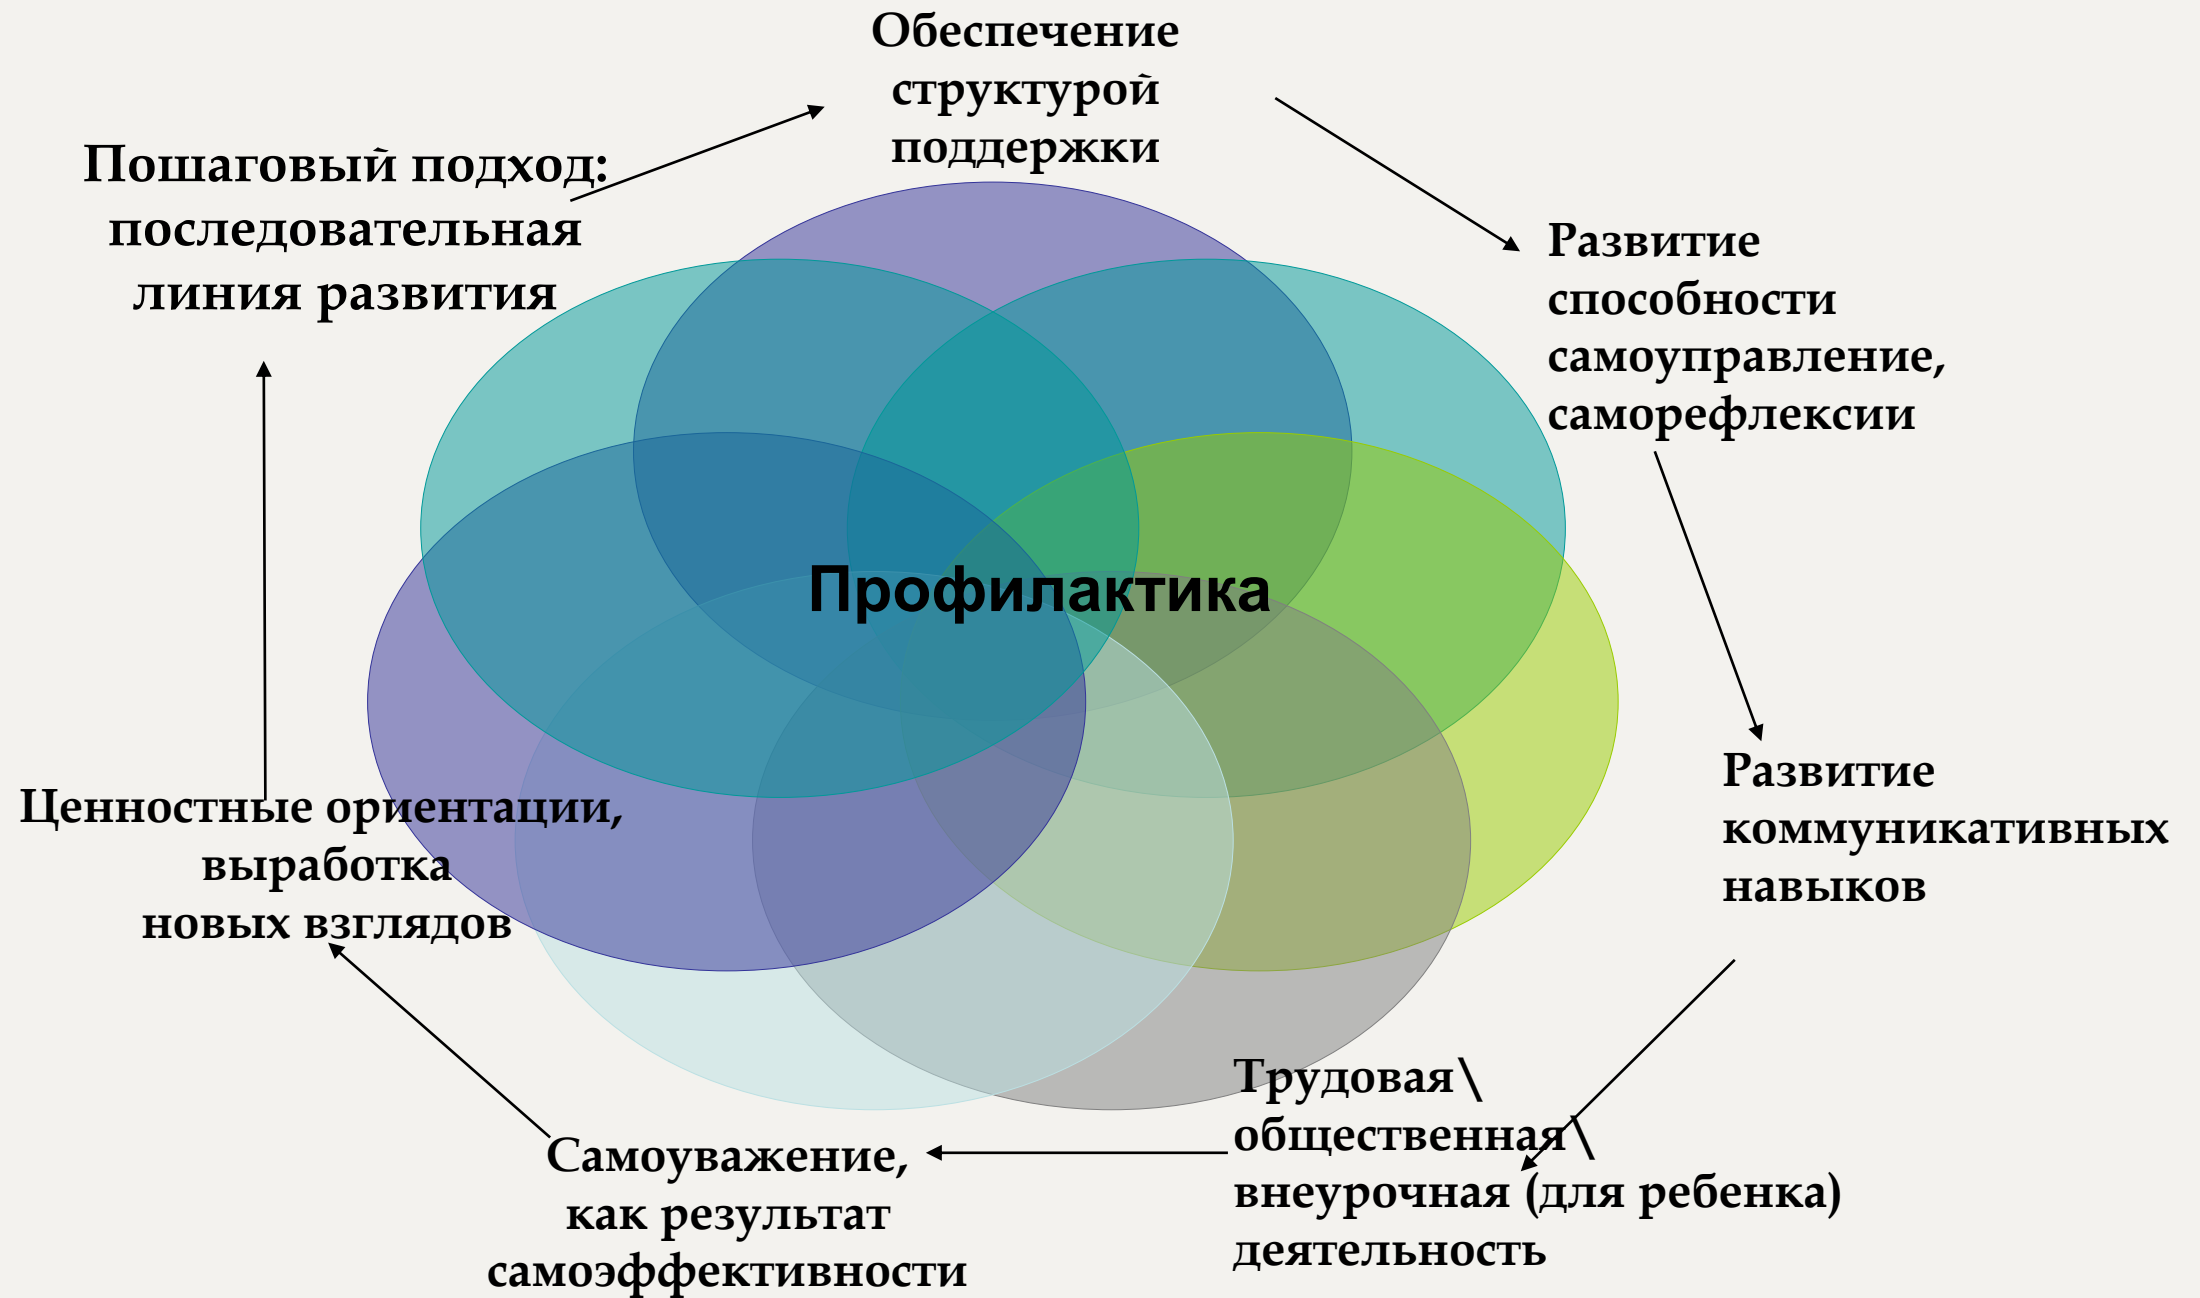 Обеспечение
структурой
поддержки
Пошаговый подход:
последовательная
линия развития
Развитие
способности
самоуправление,
саморефлексии
Профилактика
Развитие
коммуникативных
навыков
Ценностные ориентации,
выработка
новых взглядов
Трудовая\
общественная\
внеурочная (для ребенка)
деятельность
Самоуважение,
как результат
самоэффективности